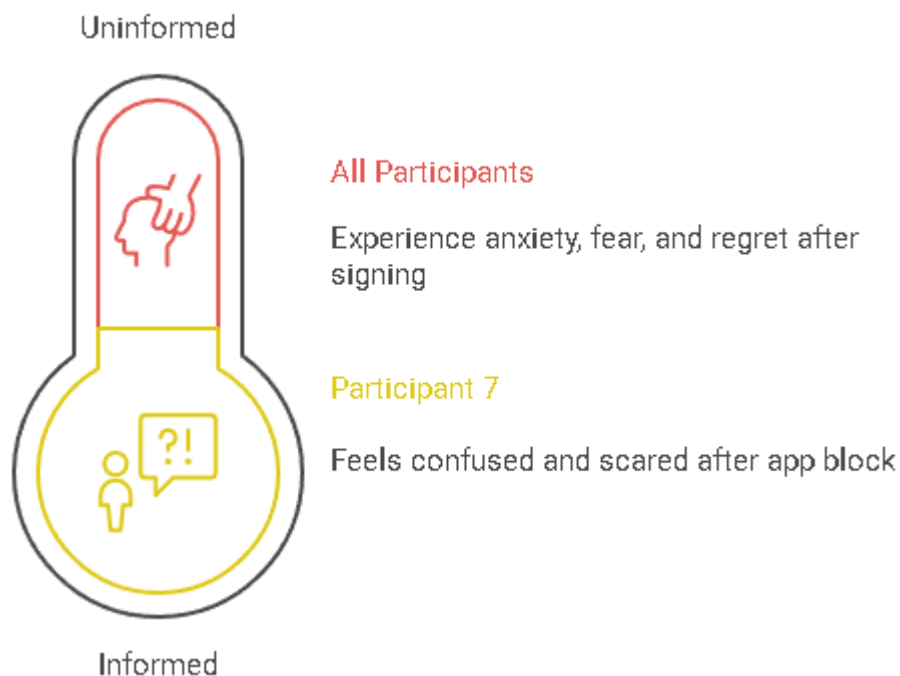 Uninformed
All Participants
Experience anxiety, fear, and regret after
signing
Participant 7
?!
Feels confused and scared after app block
Informed